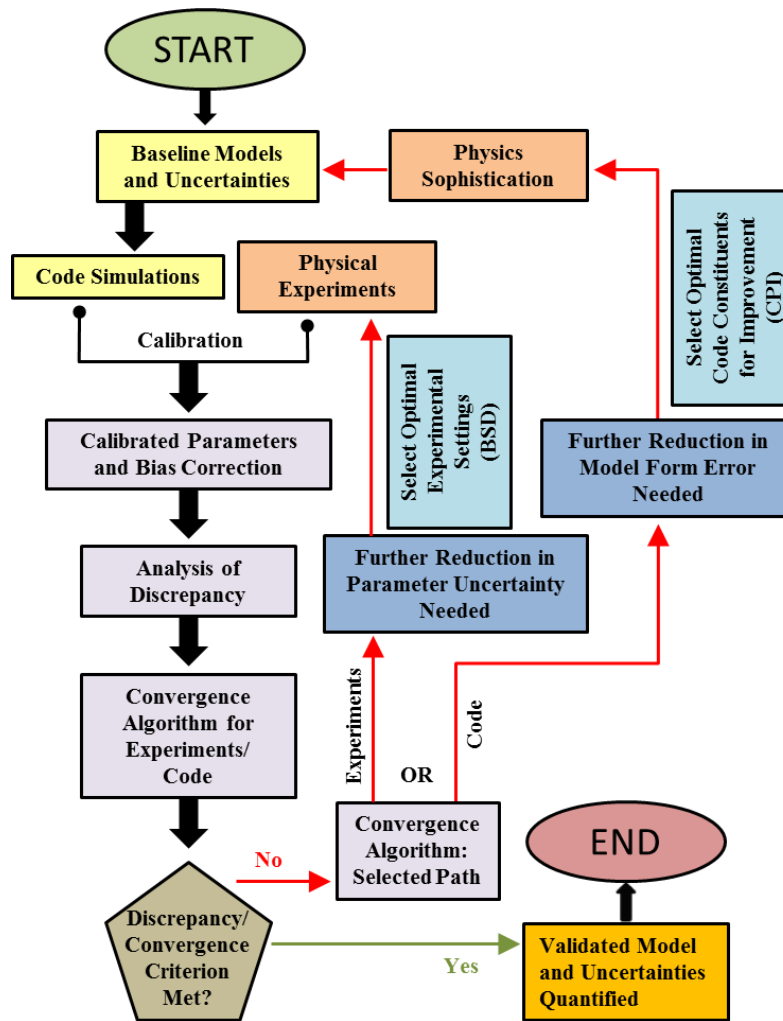 START
Baseline Models
and Uncertainties
Physics
Sophistication
Code Simulations
Physical
Experiments
Select Optimal
Code Constituents
for Improvement
(CPI)
Calibration
Select Optimal
Experimental
Settings
(BSD)
Calibrated Parameters
and Bias Correction
Further Reduction in
Model Form Error
Needed
Analysis of
Discrepancy
Further Reduction in
Parameter Uncertainty
Needed
Convergence
Algorithm for
Experiments/
Code
Experiments
OR
Code
No
Convergence
Algorithm:
Selected Path
END
Discrepancy/
Convergence
Criterion
Met?
Yes
Validated Model
and Uncertainties
Quantified